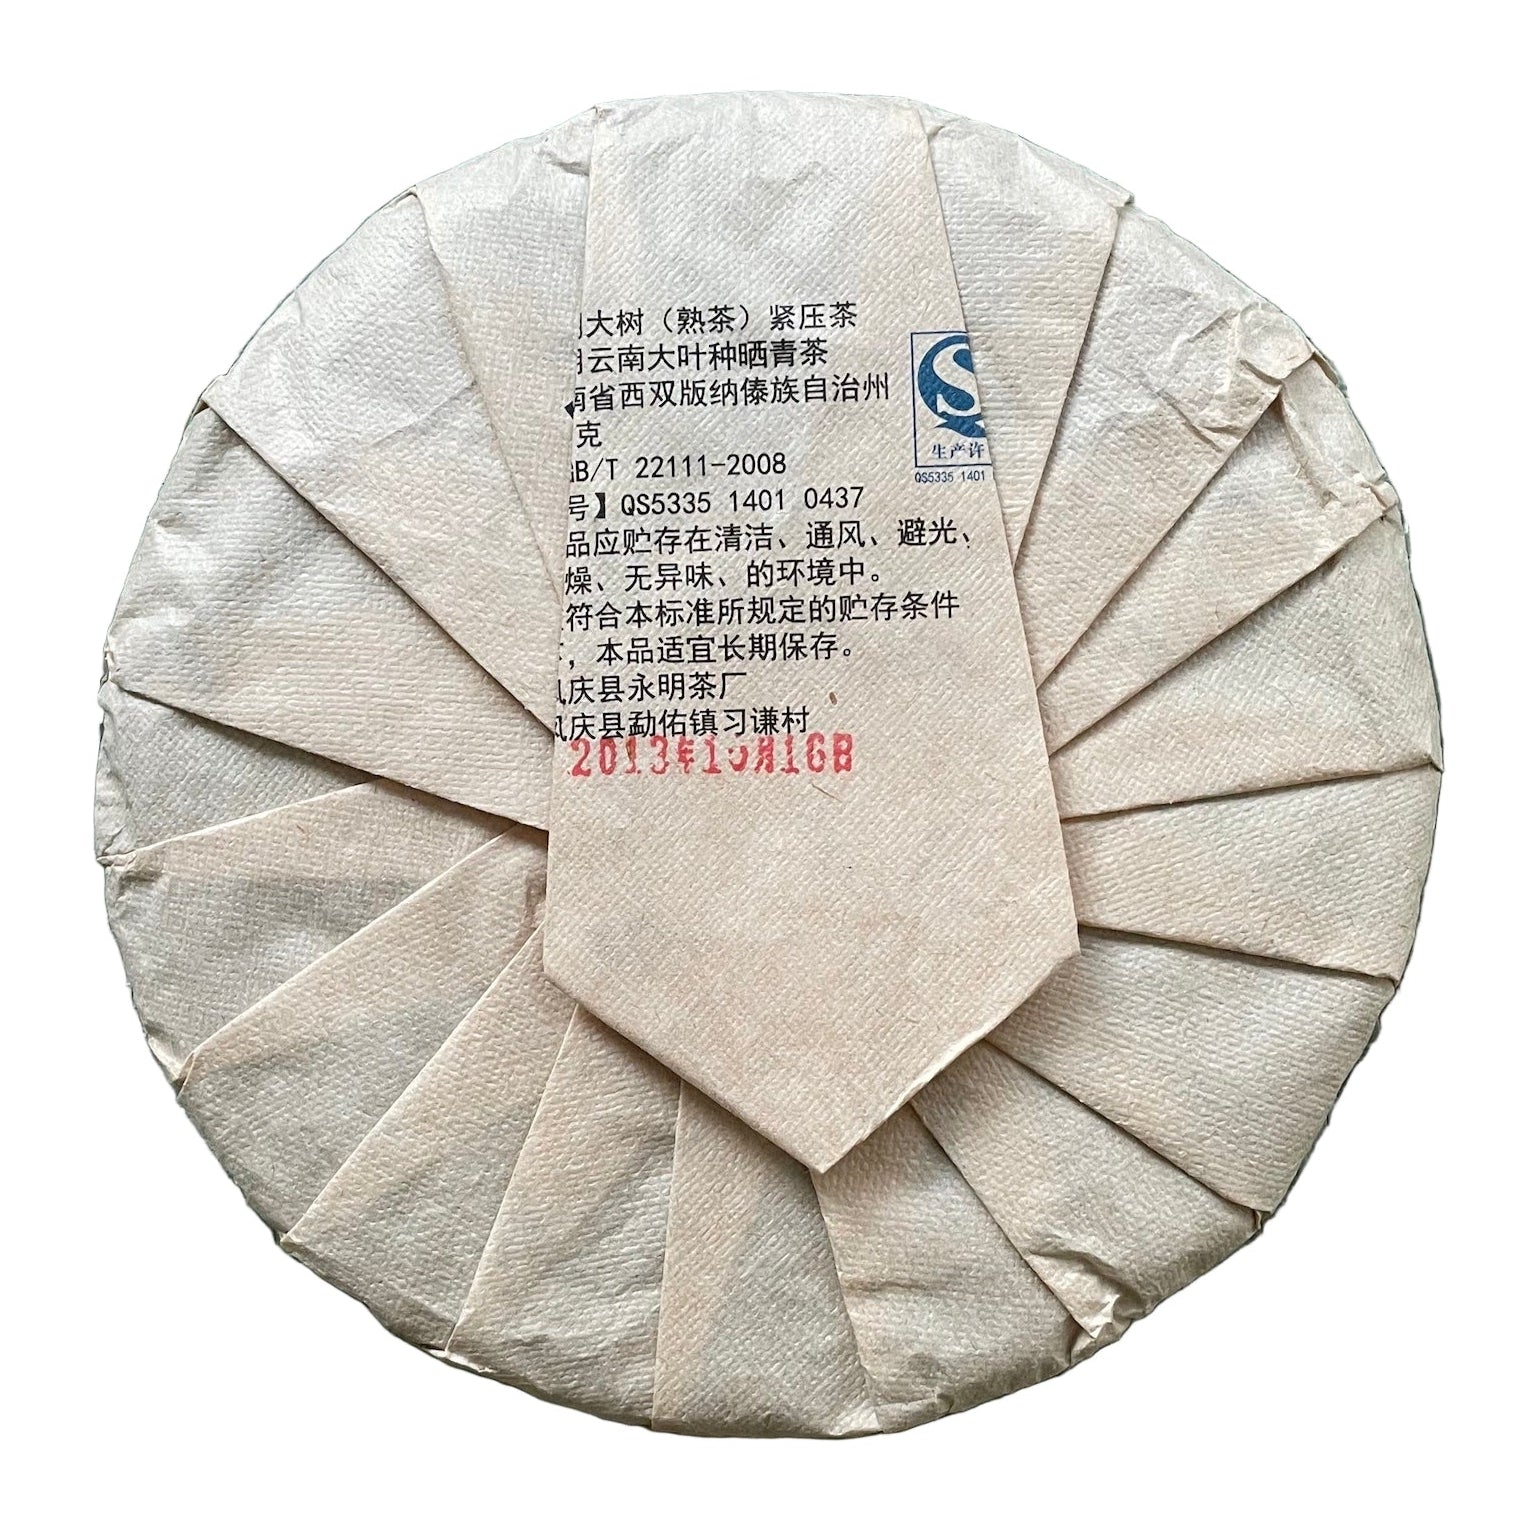 大树（熟茶）紧压茶
云南大叶种晒青茶
南省西双版纳傣族自治州
克
GB/T 22111-2008
号】QS5335 1401 0437
品应贮存在清洁、通风、避光、
燥、无异味、的环境中。
符合本标准所规定的贮存条件
，本品适宜长期保存。
庆县永明茶厂
凤庆县勐佑镇习谦村
2013年10月16日
生产许
QS5335 1401